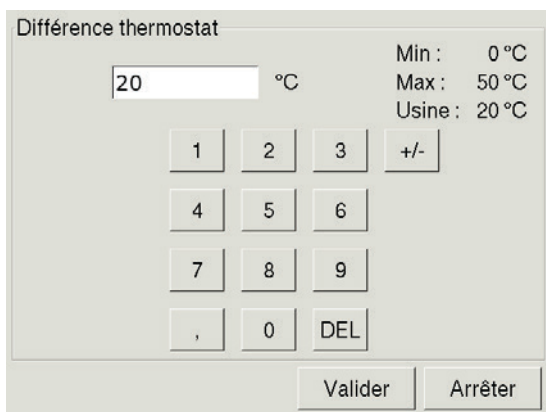 Différence thermostat
Min : 0 °C
20 °C Max : 50 °C
Usine : 20 °C
1 2 3 +/-
4 5 6
7 8 9
, 0 DEL
Valider Arrêter